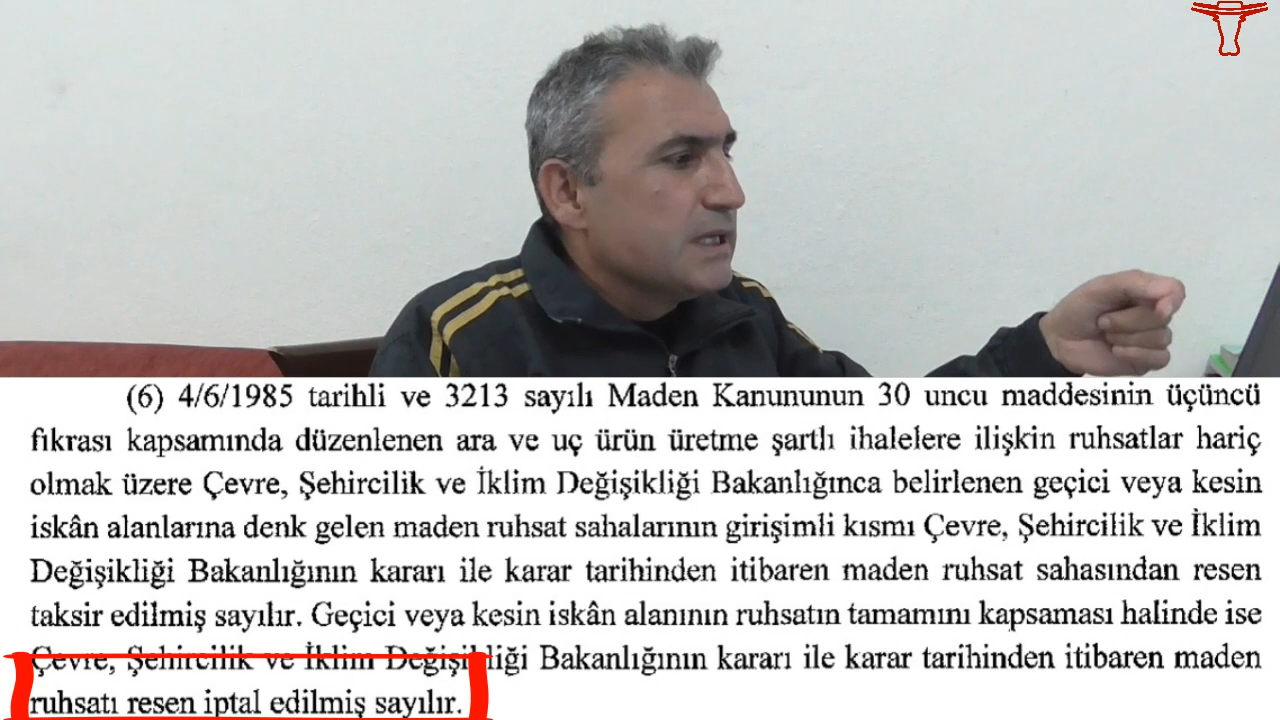 (6) 4/6/1985 tarihli ve 3213 sayılı Maden Kanununun 30 uncu maddesinin üçüncü
fıkrası kapsamında düzenlenen ara ve uç ürün üretme şartlı ihalelere ilişkin ruhsatlar hariç
olmak üzere Çevre, Şehircilik ve İklim Değişikliği Bakanlığınca belirlenen geçici veya kesin
iskân alanlarına denk gelen maden ruhsat sahalarının girişimli kısmı Çevre, Şehircilik ve İklim
Değişikliği Bakanlığının kararı ile karar tarihinden itibaren maden ruhsat sahasından resen
taksir edilmiş sayılır. Geçici veya kesin iskân alanının ruhsatın tamamını kapsaması halinde ise
Çevre, Şehircilik ve İklim Değişikliği Bakanlığının kararı ile karar tarihinden itibaren maden
ruhsatı resen iptal edilmiş sayılır.